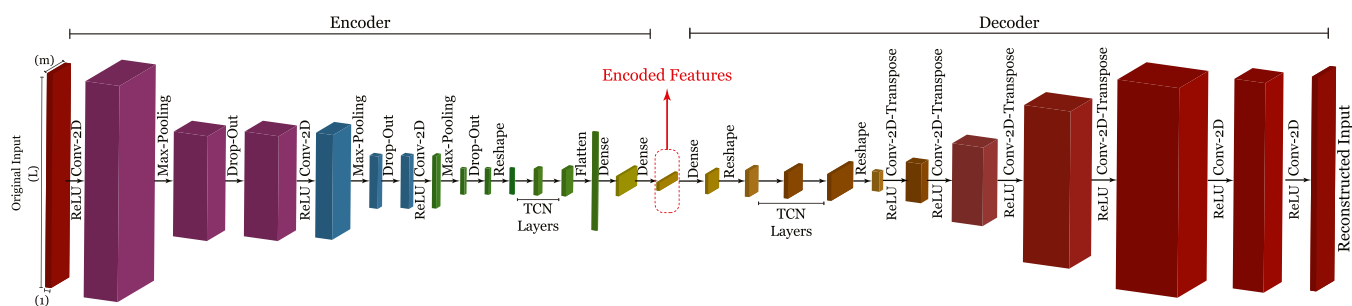 Encoder
Decoder
(m)
Original Input
(L)
(1)
ReLU | Conv-2D
Max-Pooling
Drop-Out
ReLU | Conv-2D
Max-Pooling
Drop-Out
ReLU | Conv-2D
Max-Pooling
Drop-Out
Reshape
TCN
Layers
Flatten
Dense
Dense
Encoded Features
Dense
Reshape
TCN
Layers
Reshape
ReLU | Conv-2D-Transpose
ReLU | Conv-2D-Transpose
ReLU | Conv-2D-Transpose
ReLU | Conv-2D-Transpose
ReLU | Conv-2D
ReLU | Conv-2D
Reconstructed Input